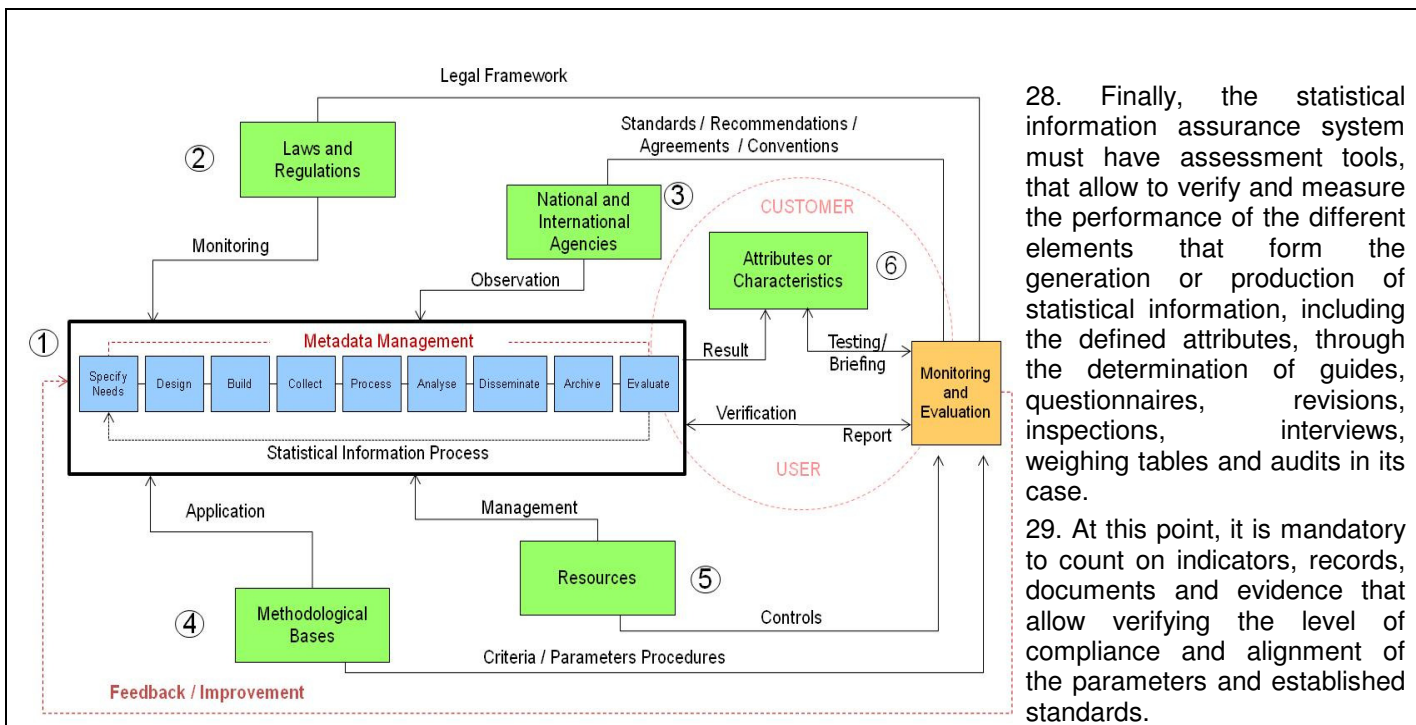 Legal Framework
2
Laws and
Regulations
Standards / Recommendations /
Agreements / Conventions
National and
International
Agencies
3
CUSTOMER
Attributes or
Characteristics
6
Monitoring
Observation
1
Metadata Management
Specify
Needs
Design
Build
Collect
Process
Analyse
Disseminate
Archive
Evaluate
Statistical Information Process
Result
Testing/
Briefing
Verification
Report
Monitoring
and
Evaluation
USER
Application
Management
4
Methodological
Bases
Resources
5
Controls
Criteria / Parameters Procedures
Feedback / Improvement
28. Finally, the statistical
information assurance system
must have assessment tools,
that allow to verify and measure
the performance of the different
elements that form the
generation or production of
statistical information, including
the defined attributes, through
the determination of guides,
questionnaires, revisions,
inspections, interviews,
weighing tables and audits in its
case.
29. At this point, it is mandatory
to count on indicators, records,
documents and evidence that
allow verifying the level of
compliance and alignment of
the parameters and established
standards.